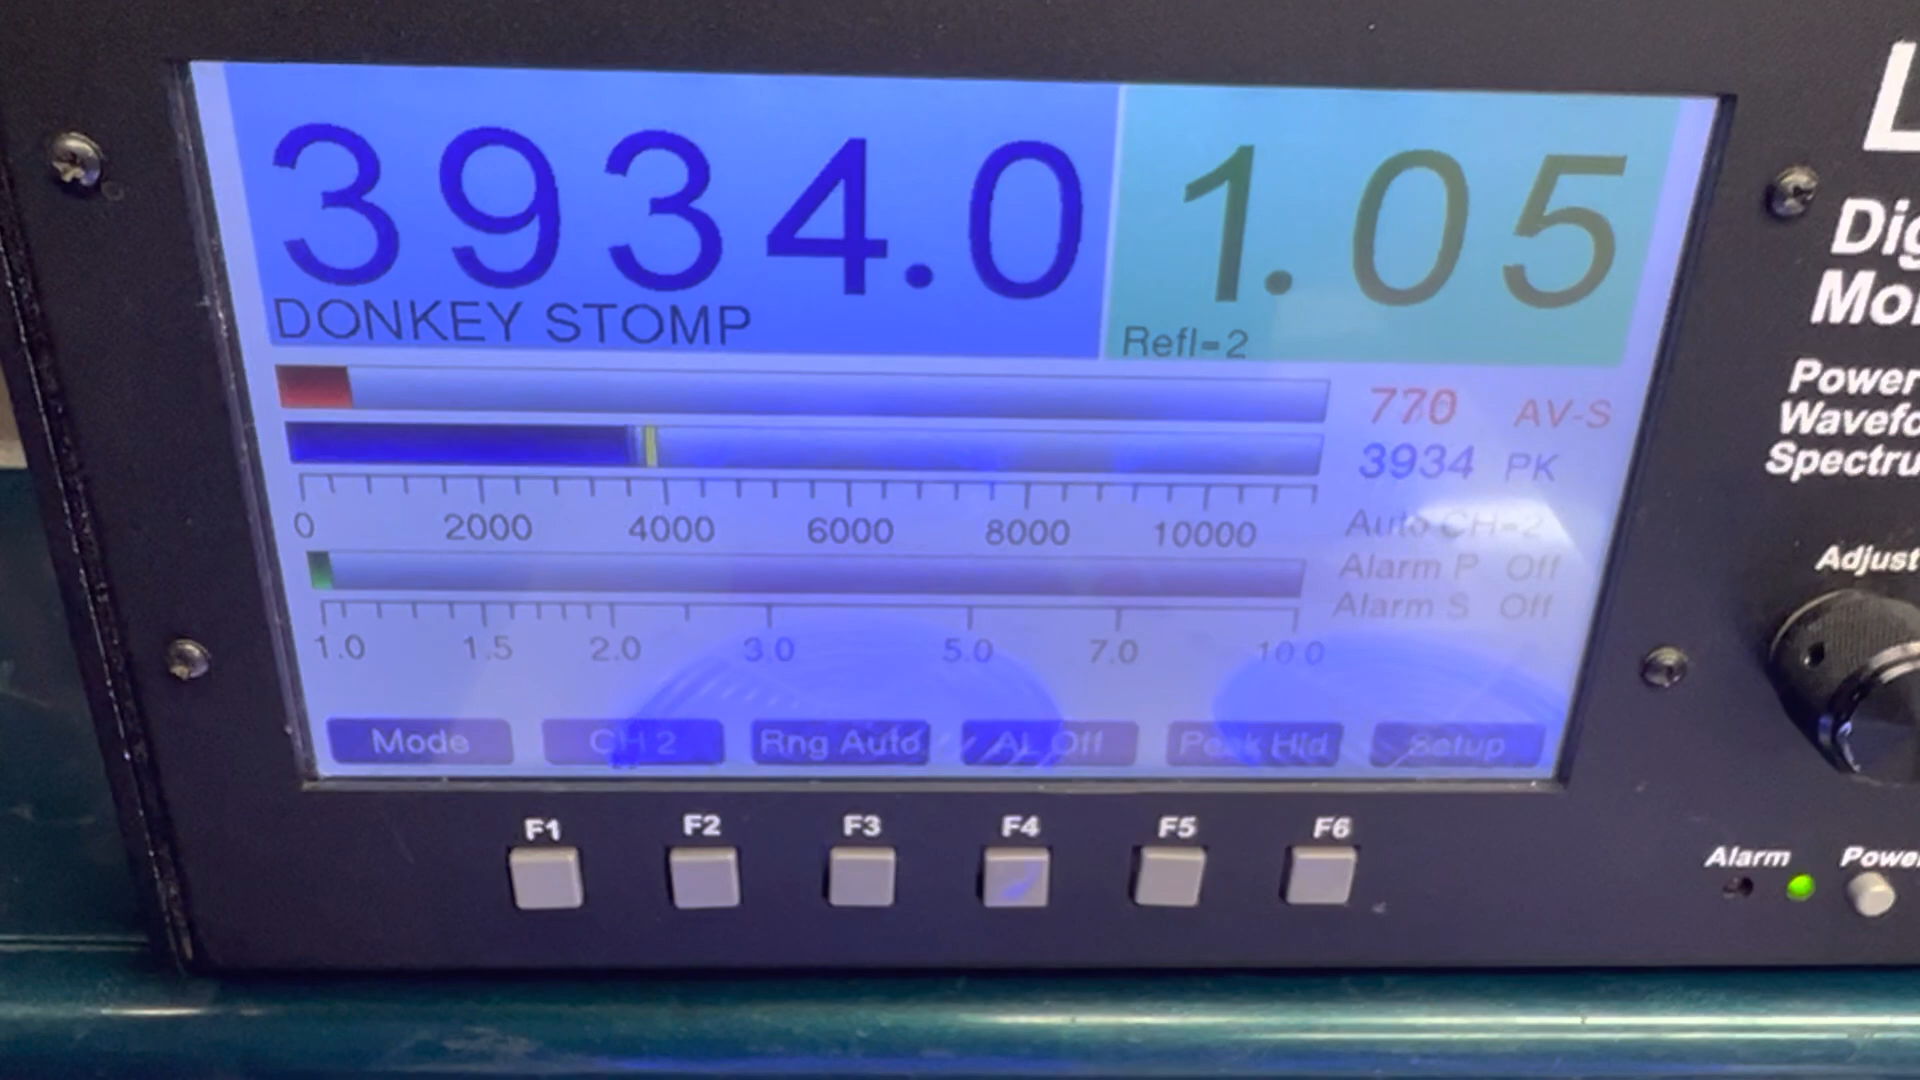 3934.0 1.05
DONKEY STOMP Refl=2
770 AV-S
3934 PK
0 2000 4000 6000 8000 10000
Auto CH=2
Alarm P Off
Alarm S Off
1.0 1.5 2.0 3.0 5.0 7.0 10.0
Mode CH 2 Rng Auto AL Off Peak Hld Setup
F1 F2 F3 F4 F5 F6
L
Dig
Mo
Power
Wavefo
Spectru
Adjust
Alarm Power